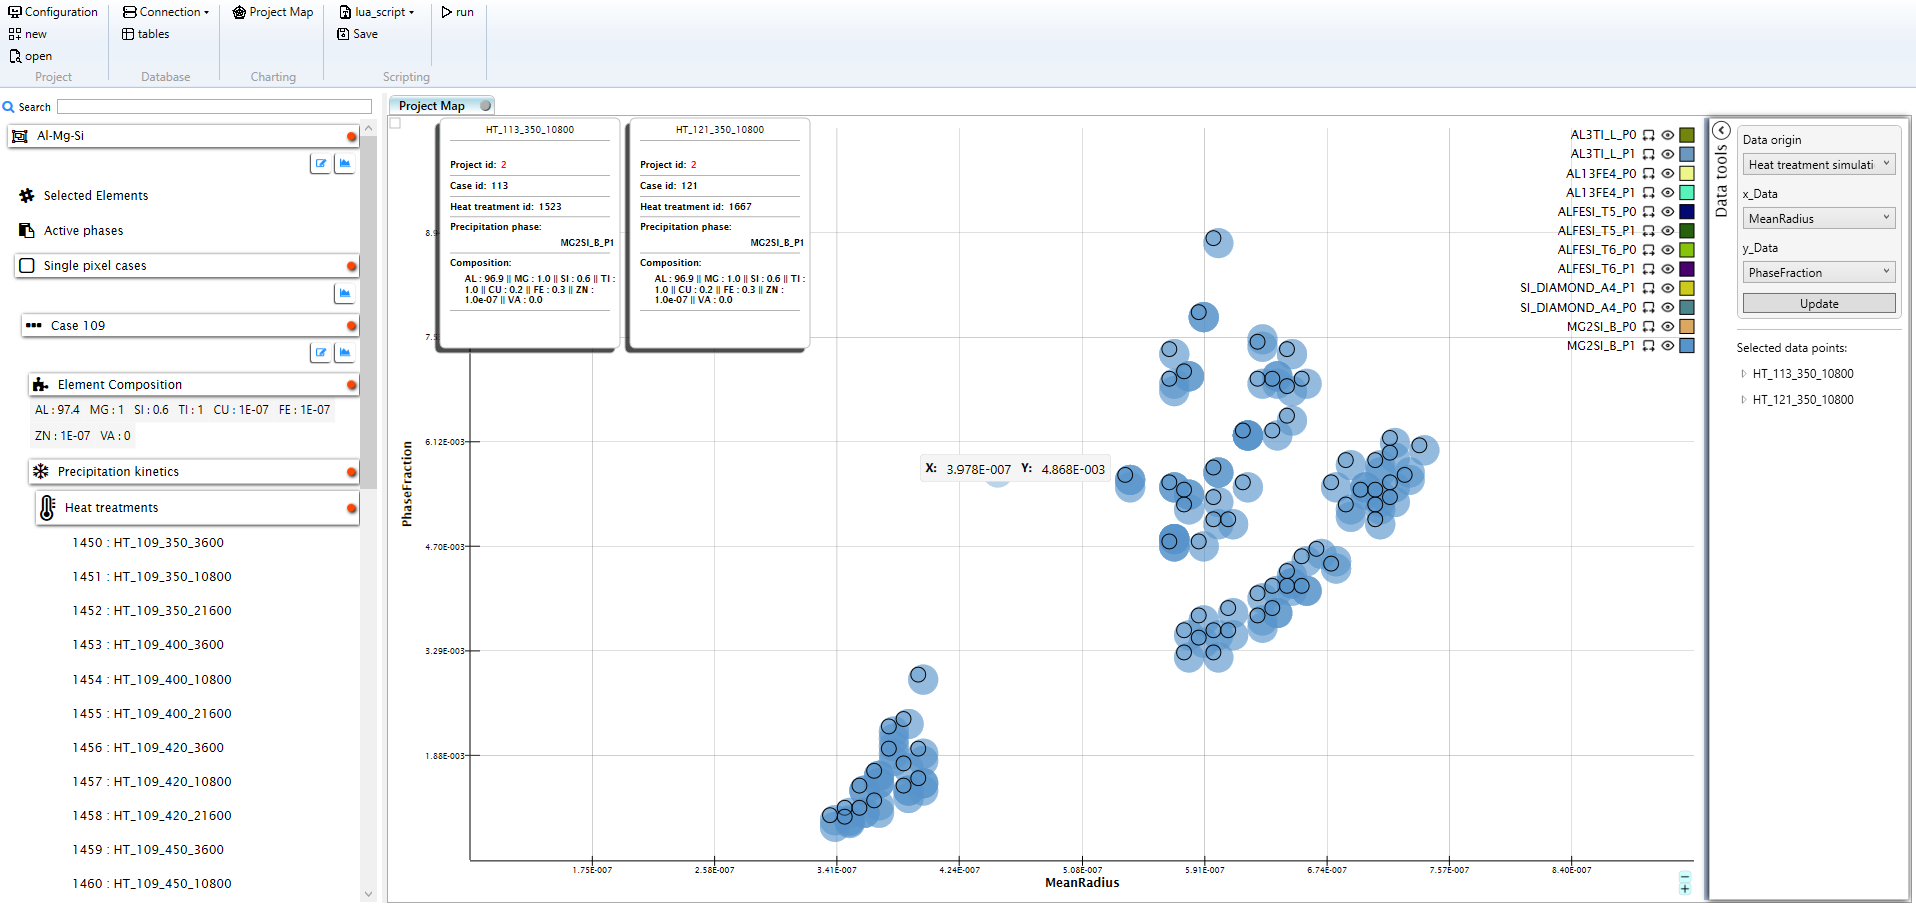 Configuration
Connection
Project Map
lua_script
run
new
tables
Save
open
Project
Database
Charting
Scripting
Search
Al-Mg-Si
Selected Elements
Active phases
Single pixel cases
Case 109
Element Composition
AL : 97.4 MG : 1 SI : 0.6 TI : 1 CU : 1E-07 FE : 1E-07
ZN : 1E-07 VA : 0
Precipitation kinetics
Heat treatments
1450 : HT_109_350_3600
1451 : HT_109_350_10800
1452 : HT_109_350_21600
1453 : HT_109_400_3600
1454 : HT_109_400_10800
1455 : HT_109_400_21600
1456 : HT_109_420_3600
1457 : HT_109_420_10800
1458 : HT_109_420_21600
1459 : HT_109_450_3600
1460 : HT_109_450_10800
Project Map
HT_113_350_10800
Project id: 2
Case id: 113
Heat treatment id: 1523
Precipitation phase:
MG2SI_B_P1
Composition:
AL : 96.9 || MG : 1.0 || SI : 0.6 || TI :
1.0 || CU : 0.2 || FE : 0.3 || ZN :
1.0e-07 || VA : 0.0
HT_121_350_10800
Project id: 2
Case id: 121
Heat treatment id: 1667
Precipitation phase:
MG2SI_B_P1
Composition:
AL : 96.9 || MG : 1.0 || SI : 0.6 || TI :
1.0 || CU : 0.2 || FE : 0.3 || ZN :
1.0e-07 || VA : 0.0
8.9
7.5
6.12E-003
4.70E-003
3.29E-003
1.88E-003
PhaseFraction
X: 3.978E-007 Y: 4.868E-003
1.75E-007
2.58E-007
3.41E-007
4.24E-007
5.08E-007
5.91E-007
6.74E-007
7.57E-007
8.40E-007
MeanRadius
AL3TI_L_P0
AL3TI_L_P1
AL13FE4_P0
AL13FE4_P1
ALFESI_T5_P0
ALFESI_T5_P1
ALFESI_T6_P0
ALFESI_T6_P1
SI_DIAMOND_A4_P1
SI_DIAMOND_A4_P0
MG2SI_B_P0
MG2SI_B_P1
Data tools
Data origin
Heat treatment simulati
x_Data
MeanRadius
y_Data
PhaseFraction
Update
Selected data points:
HT_113_350_10800
HT_121_350_10800